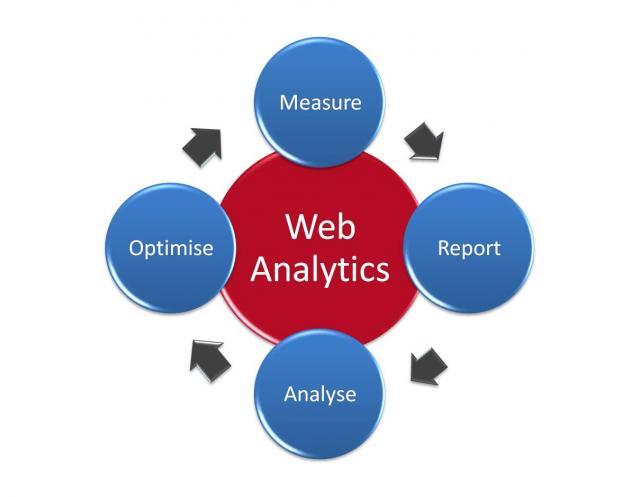 Measure
Optimise
Web
Analytics
Report
Analyse